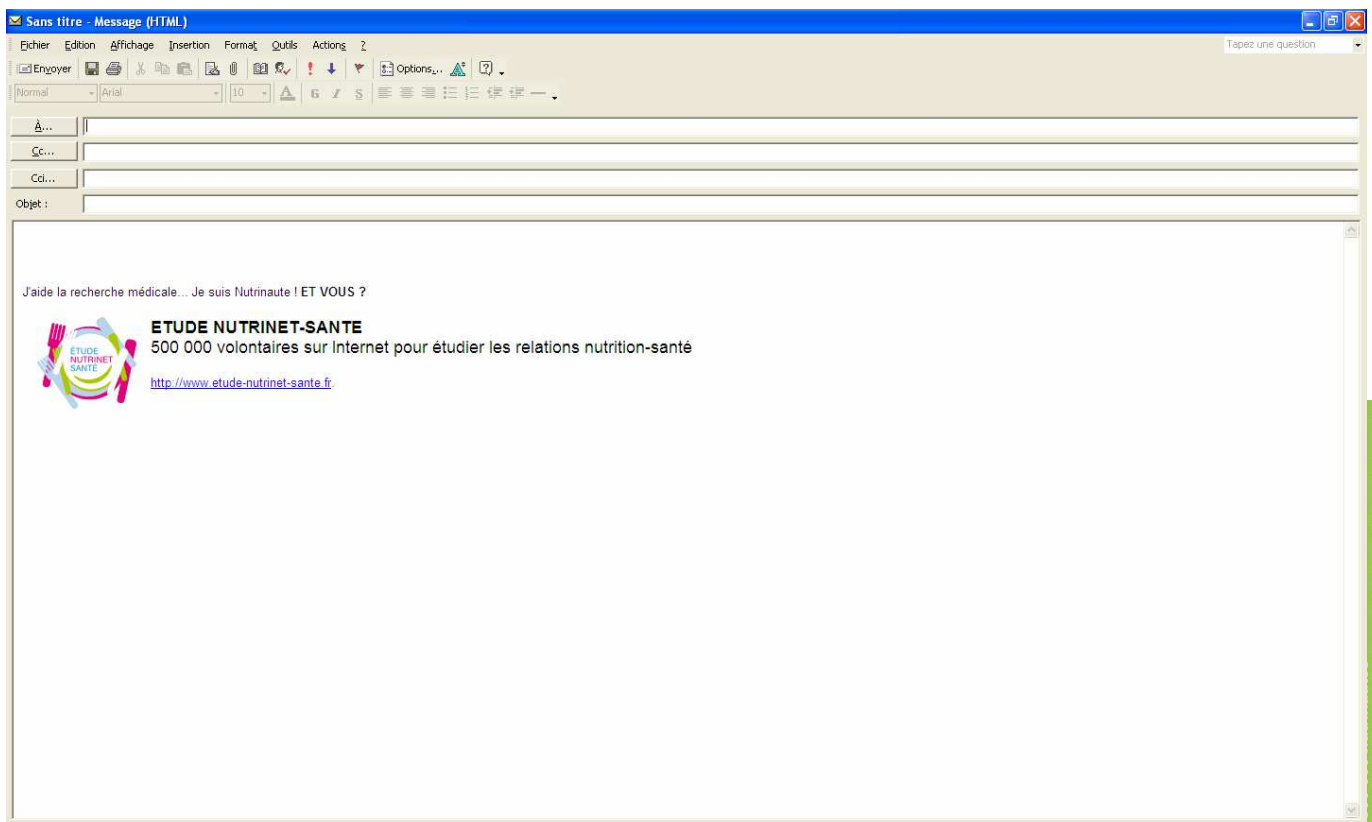 Sans titre - Message (HTML)
Fichier Edition Affichage Insertion Format Outils Actions ?
Tapez une question
Envoyer Options...
Normal Arial 10 G I S
À...
Cc...
Cci...
Objet :
J'aide la recherche médicale... Je suis Nutrinaute ! ET VOUS ?
ÉTUDE
NUTRINET
SANTÉ
ETUDE NUTRINET-SANTE
500 000 volontaires sur Internet pour étudier les relations nutrition-santé
http://www.etude-nutrinet-sante.fr.